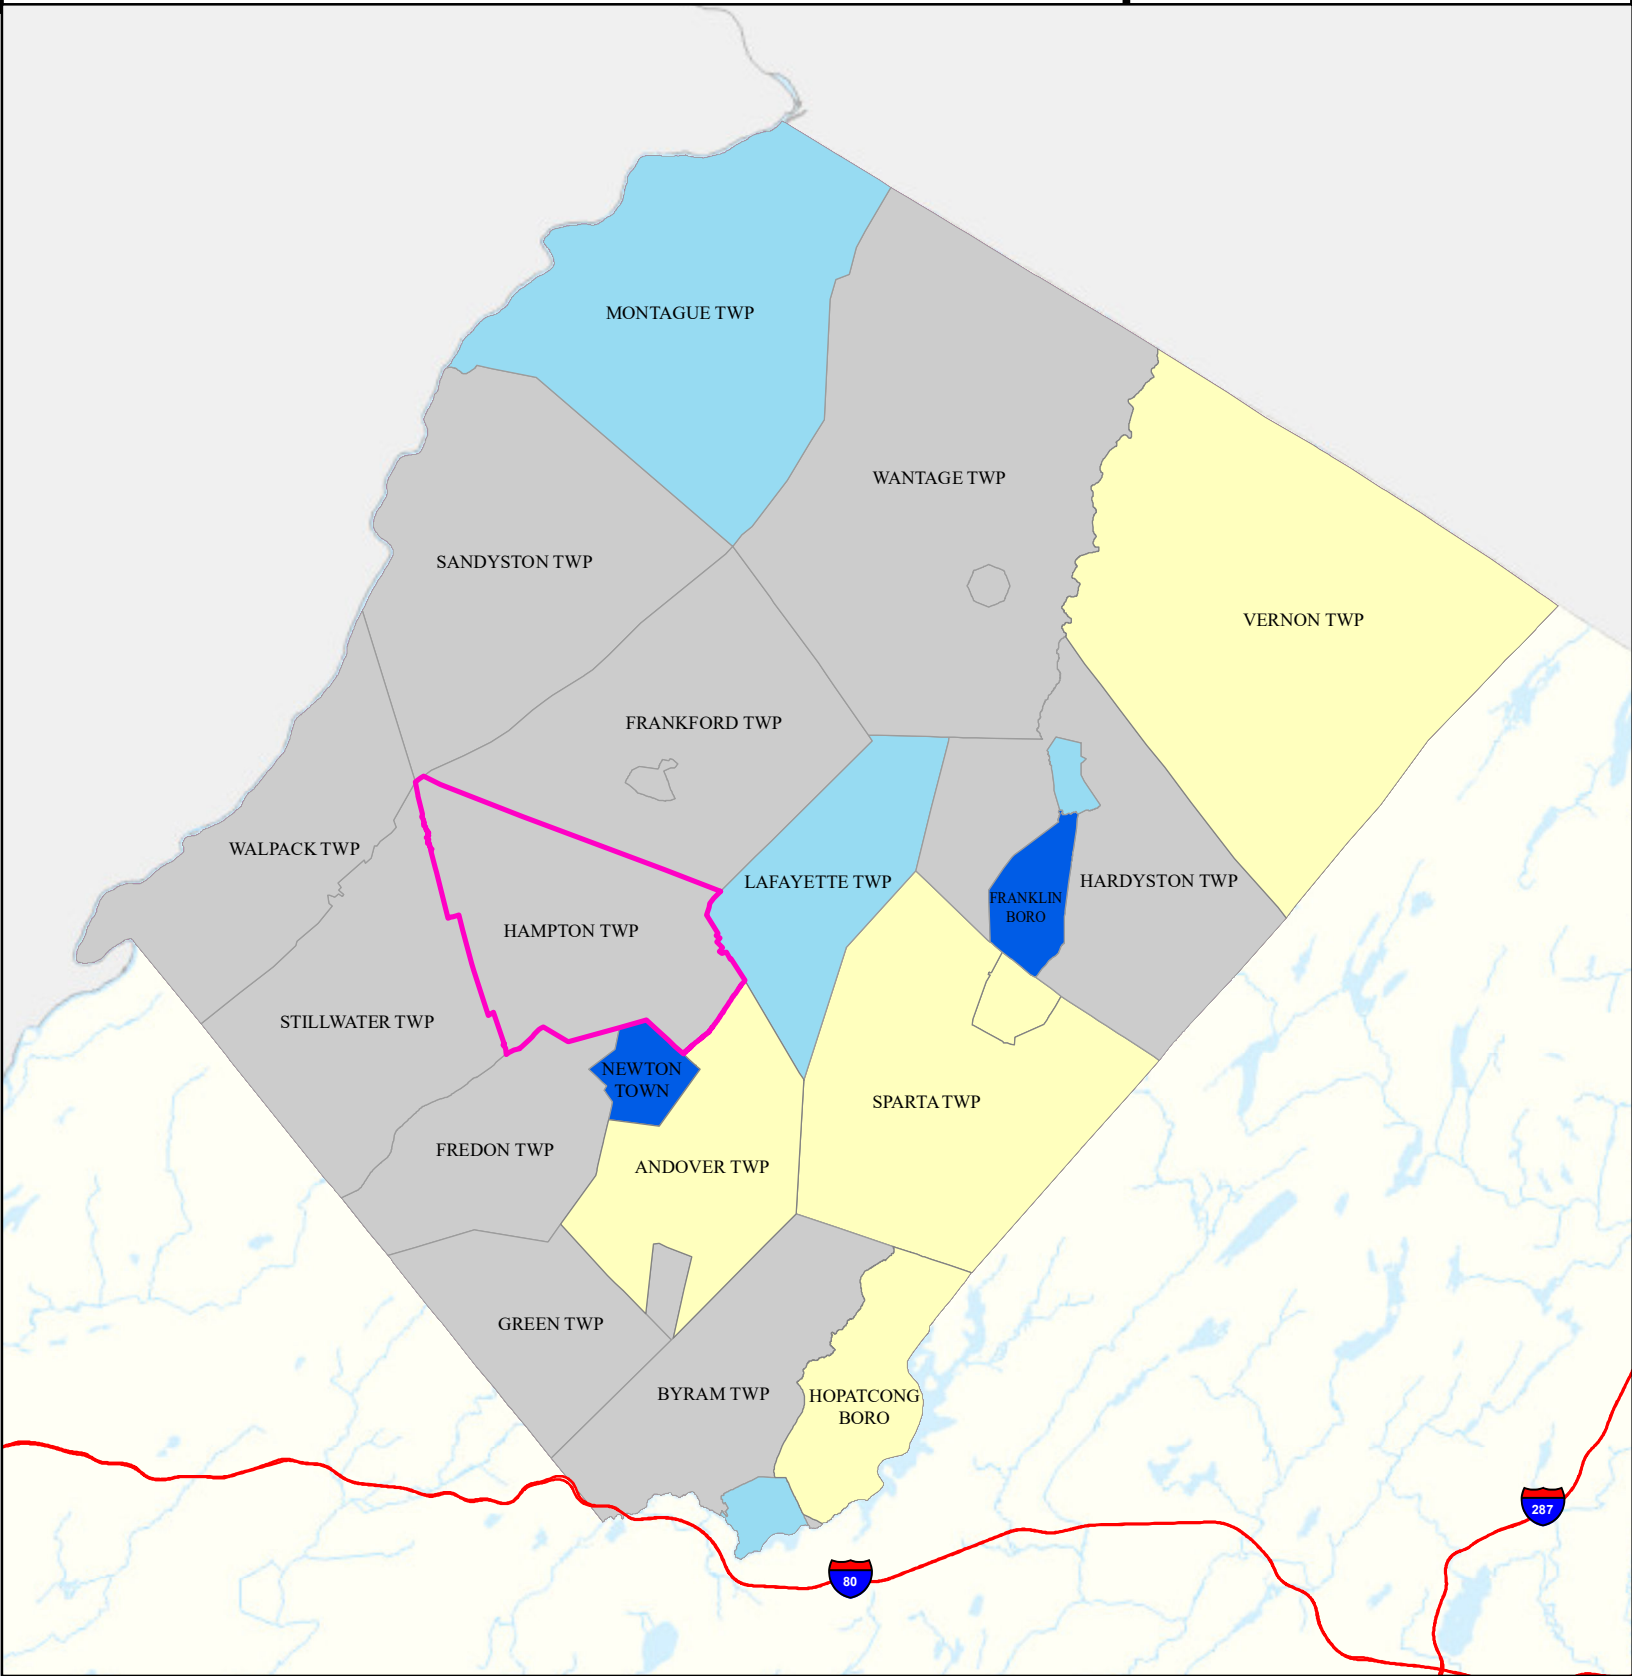 MONTAGUE TWP
WANTAGE TWP
SANDYSTON TWP
VERNON TWP
FRANKFORD TWP
WALPACK TWP
LAFAYETTE TWP
HARDYSTON TWP
FRANKLIN
BORO
HAMPTON TWP
STILLWATER TWP
NEWTON
TOWN
SPARTA TWP
FREDON TWP
ANDOVER TWP
GREEN TWP
BYRAM TWP
HOPATCONG
BORO
287
80